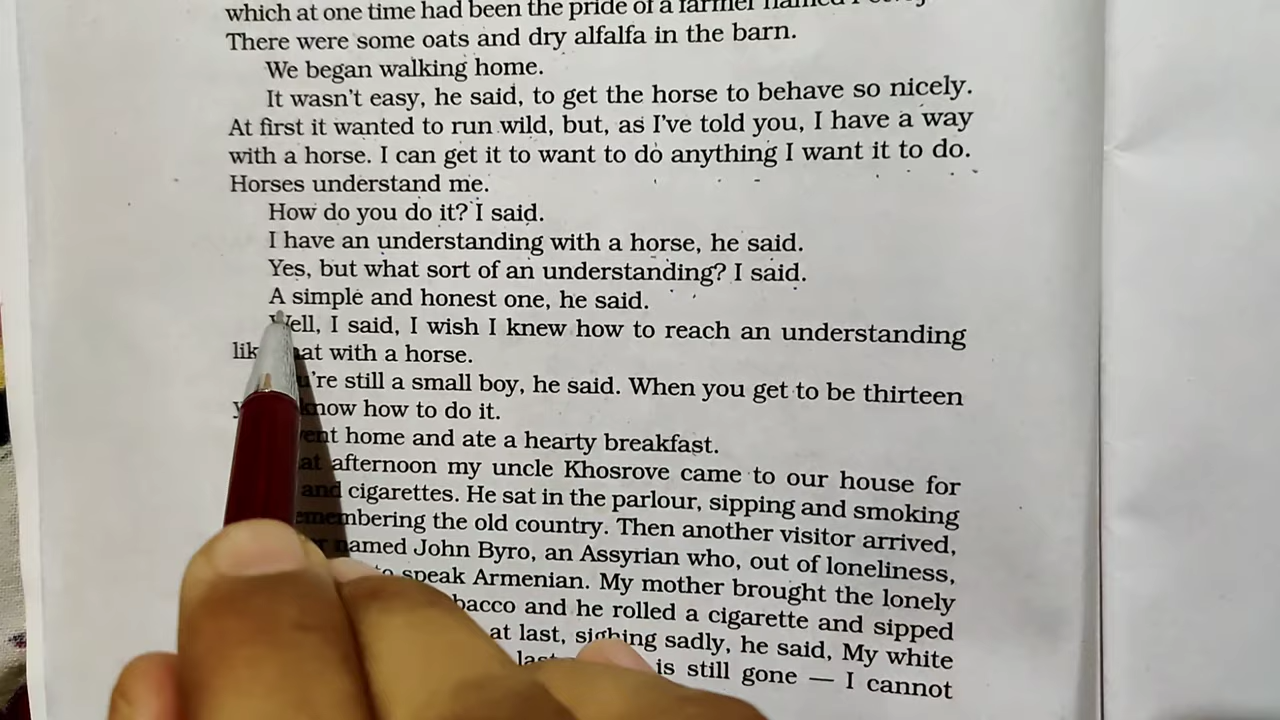 which at one time had been the pride of a farmer named
There were some oats and dry alfalfa in the barn.
We began walking home.
It wasn't easy, he said, to get the horse to behave so nicely.
At first it wanted to run wild, but, as I've told you, I have a way
with a horse. I can get it to want to do anything I want it to do.
Horses understand me.
How do you do it? I said.
I have an understanding with a horse, he said.
Yes, but what sort of an understanding? I said.
A simple and honest one, he said.
Well, I said, I wish I knew how to reach an understanding
with a horse.
still a small boy, he said. When you get to be thirteen
know how to do it.
home and ate a hearty breakfast.
afternoon my uncle Khosrove came to our house for
and cigarettes. He sat in the parlour, sipping and smoking
the old country. Then another visitor arrived,
named John Byro, an Assyrian who, out of loneliness,
to speak Armenian. My mother brought the lonely
and he rolled a cigarette and sipped
at last, sighing sadly, he said, My white
is still gone — I cannot